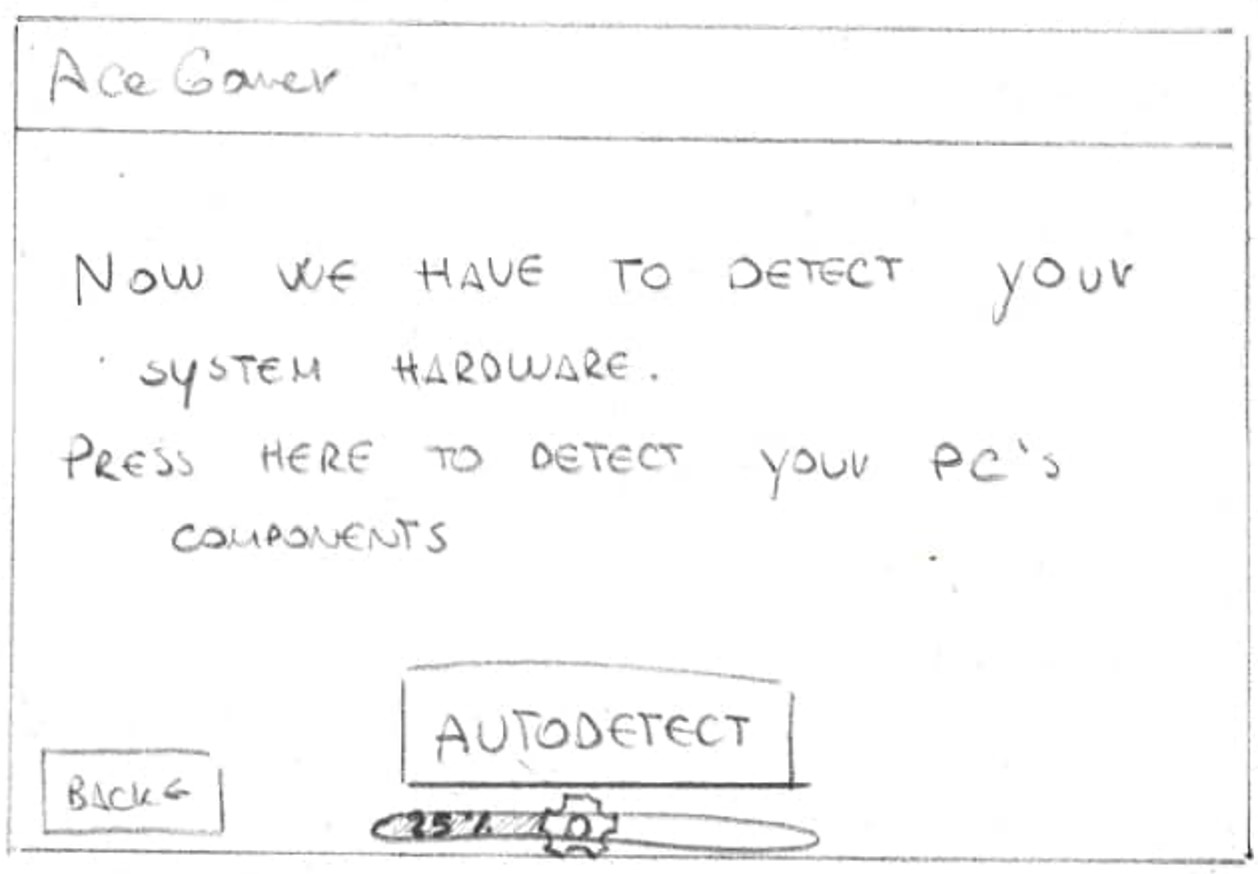 Ace Gamer
NOW WE HAVE TO DETECT your
SYSTEM HARDWARE.
PRESS HERE TO DETECT your PC's
COMPONENTS
AUTODETECT
BACK ←
25%